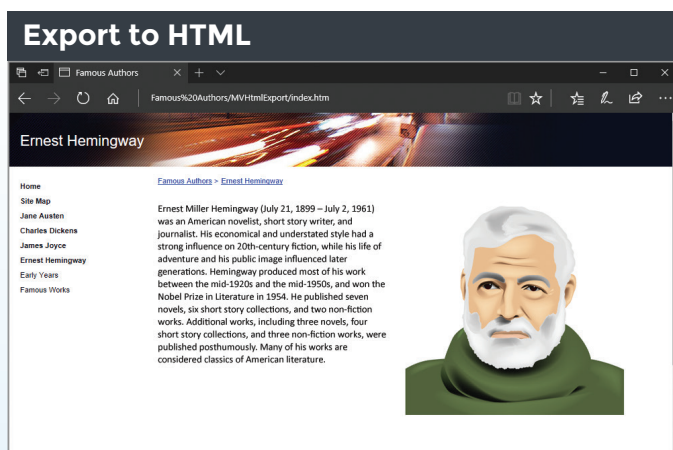 Export to HTML
Famous Authors
Famous%20Authors/MVHtmlExport/index.htm
Ernest Hemingway
Home
Site Map
Jane Austen
Charles Dickens
James Joyce
Ernest Hemingway
Early Years
Famous Works
Famous Authors > Ernest Hemingway
Ernest Miller Hemingway (July 21, 1899 – July 2, 1961)
was an American novelist, short story writer, and
journalist. His economical and understated style had a
strong influence on 20th-century fiction, while his life of
adventure and his public image influenced later
generations. Hemingway produced most of his work
between the mid-1920s and the mid-1950s, and won the
Nobel Prize in Literature in 1954. He published seven
novels, six short story collections, and two non-fiction
works. Additional works, including three novels, four
short story collections, and three non-fiction works, were
published posthumously. Many of his works are
considered classics of American literature.